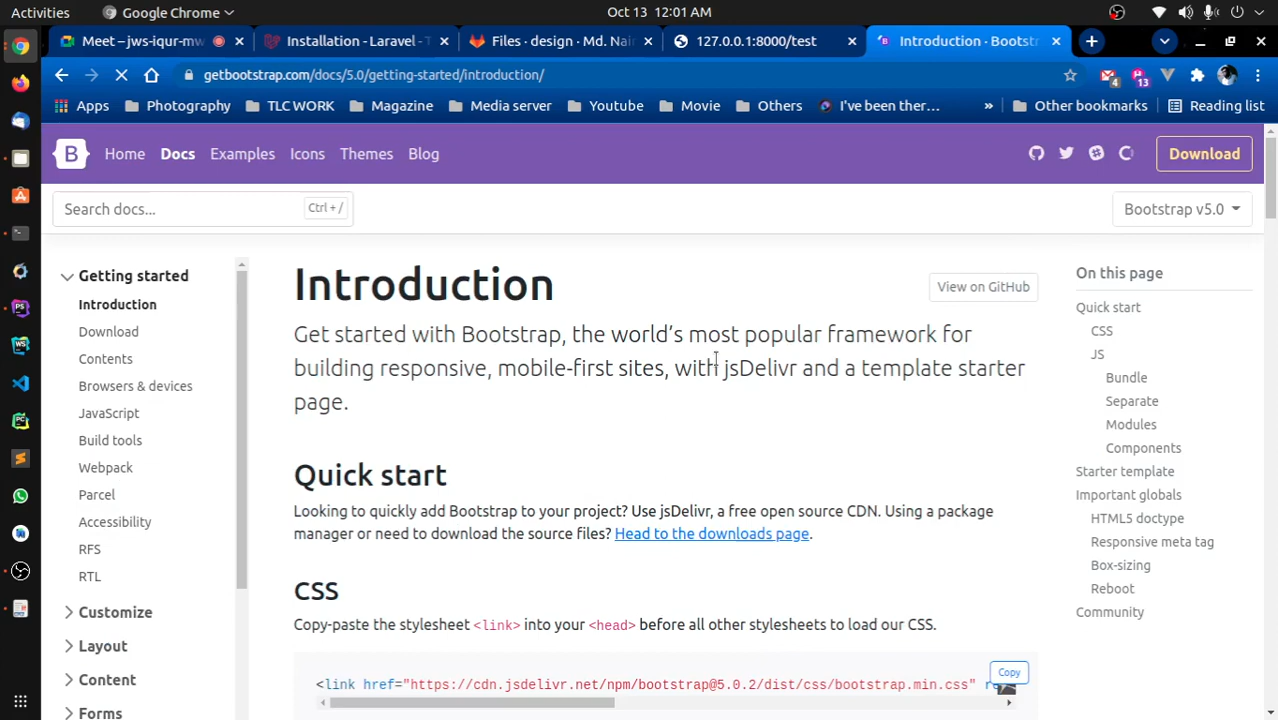 Activities
Google Chrome
Oct 13 12:01 AM
Meet – jws-iqur-mw
Installation - Laravel - T
Files · design · Md. Nair
127.0.0.1:8000/test
Introduction · Bootstr
getbootstrap.com/docs/5.0/getting-started/introduction/
4
13
Apps
Photography
TLC WORK
Magazine
Media server
Youtube
Movie
Others
I've been ther…
»
Other bookmarks
Reading list
B
Home
Docs
Examples
Icons
Themes
Blog
Download
Search docs...
Ctrl + /
Bootstrap v5.0
Getting started
Introduction
Download
Contents
Browsers & devices
JavaScript
Build tools
Webpack
Parcel
Accessibility
RFS
RTL
Customize
Layout
Content
Forms
Introduction
View on GitHub
Get started with Bootstrap, the world's most popular framework for
building responsive, mobile-first sites, with jsDelivr and a template starter
page.
Quick start
Looking to quickly add Bootstrap to your project? Use jsDelivr, a free open source CDN. Using a package
manager or need to download the source files? Head to the downloads page.
CSS
Copy-paste the stylesheet <link> into your <head> before all other stylesheets to load our CSS.
Copy
<link href="https://cdn.jsdelivr.net/npm/bootstrap@5.0.2/dist/css/bootstrap.min.css"
On this page
Quick start
CSS
JS
Bundle
Separate
Modules
Components
Starter template
Important globals
HTML5 doctype
Responsive meta tag
Box-sizing
Reboot
Community